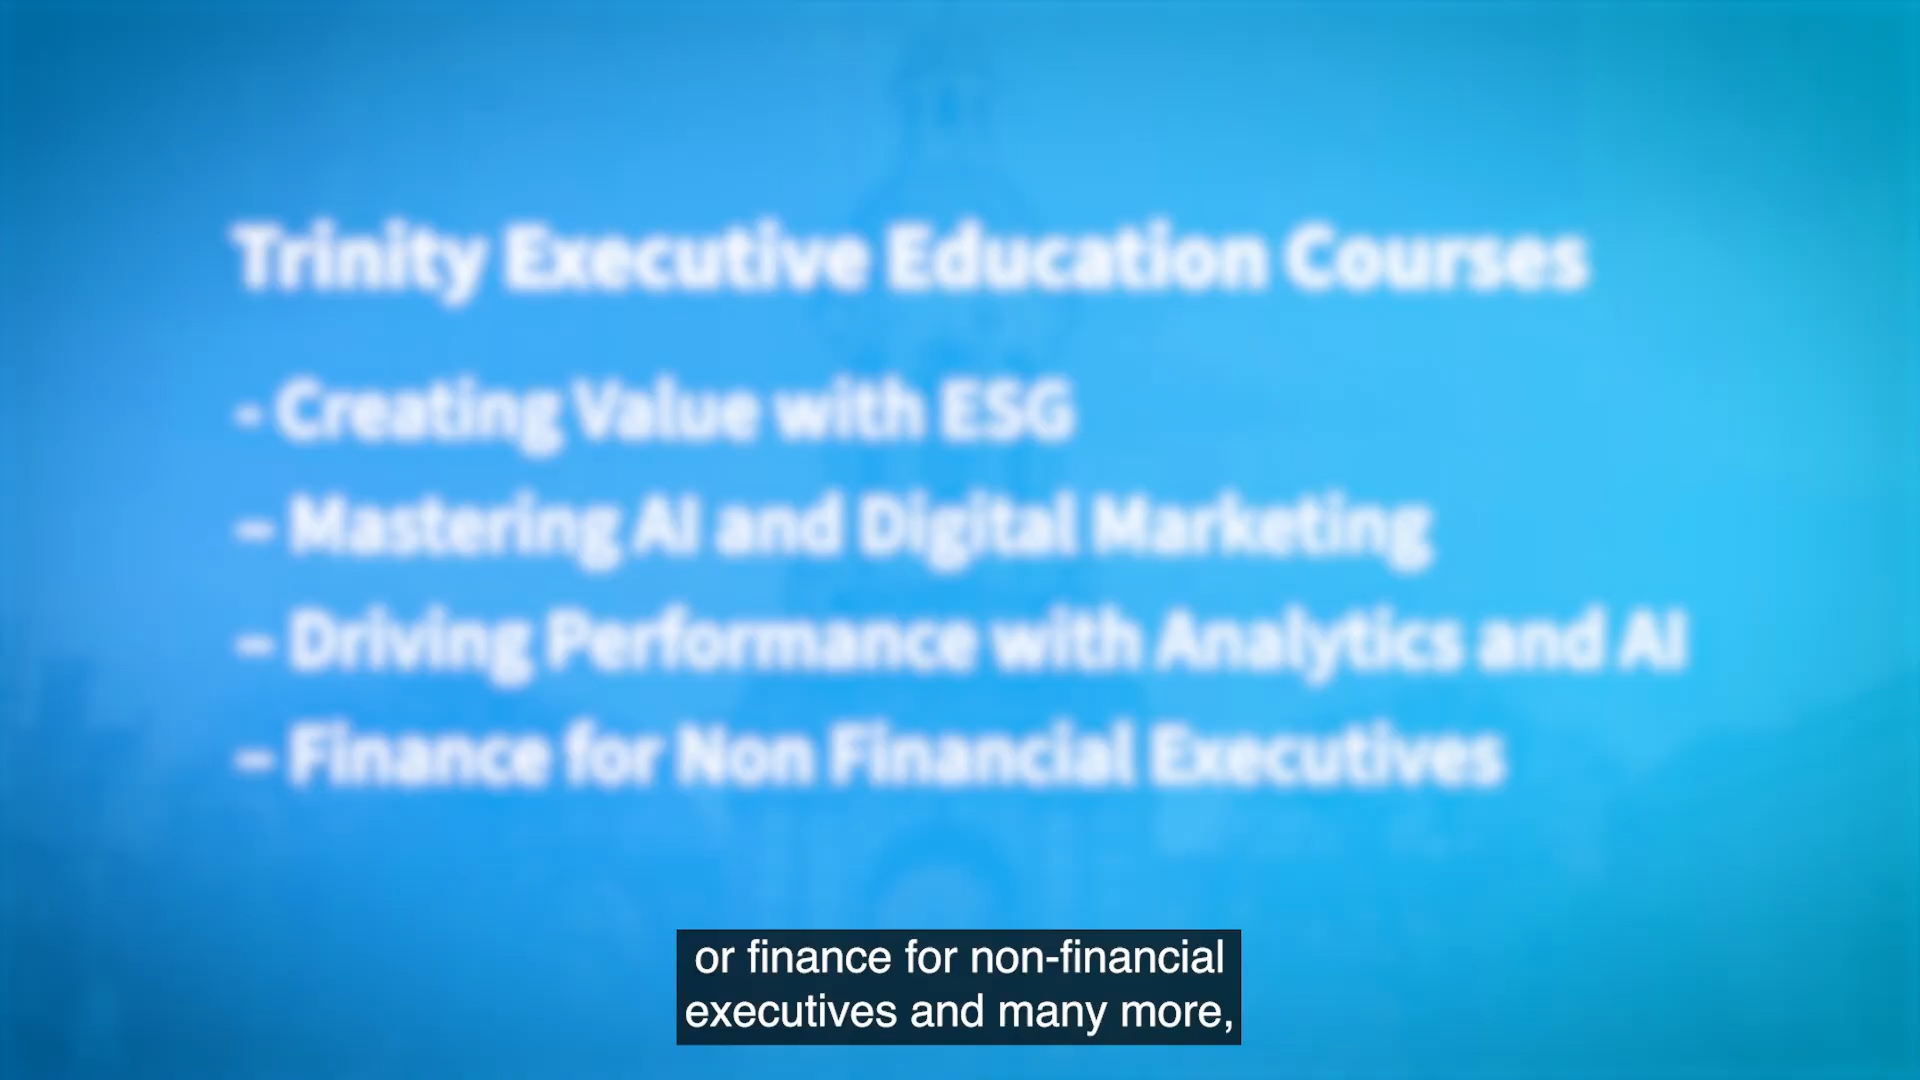 Trinity Executive Education Courses
- Creating Value with ESG
– Mastering AI and Digital Marketing
– Driving Performance with Analytics and AI
– Finance for Non Financial Executives
or finance for non-financial
executives and many more,